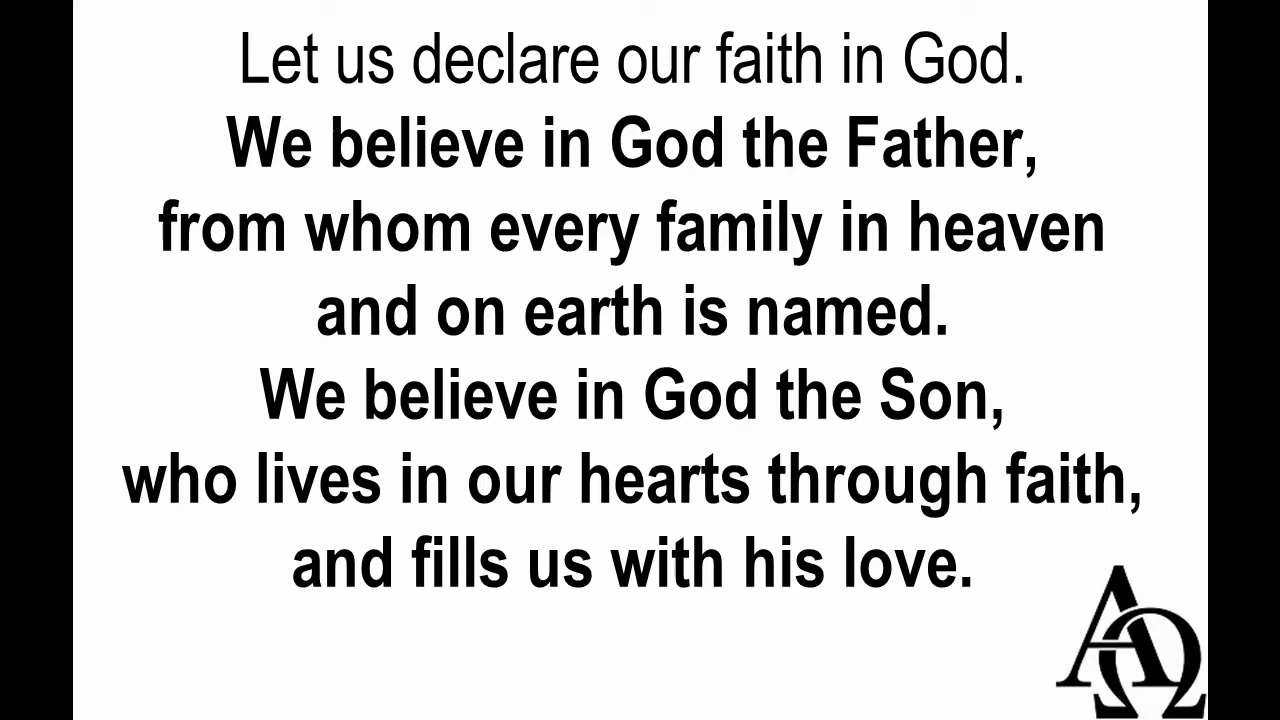 Let us declare our faith in God.
We believe in God the Father,
from whom every family in heaven
and on earth is named.
We believe in God the Son,
who lives in our hearts through faith,
and fills us with his love.
ΑΩ